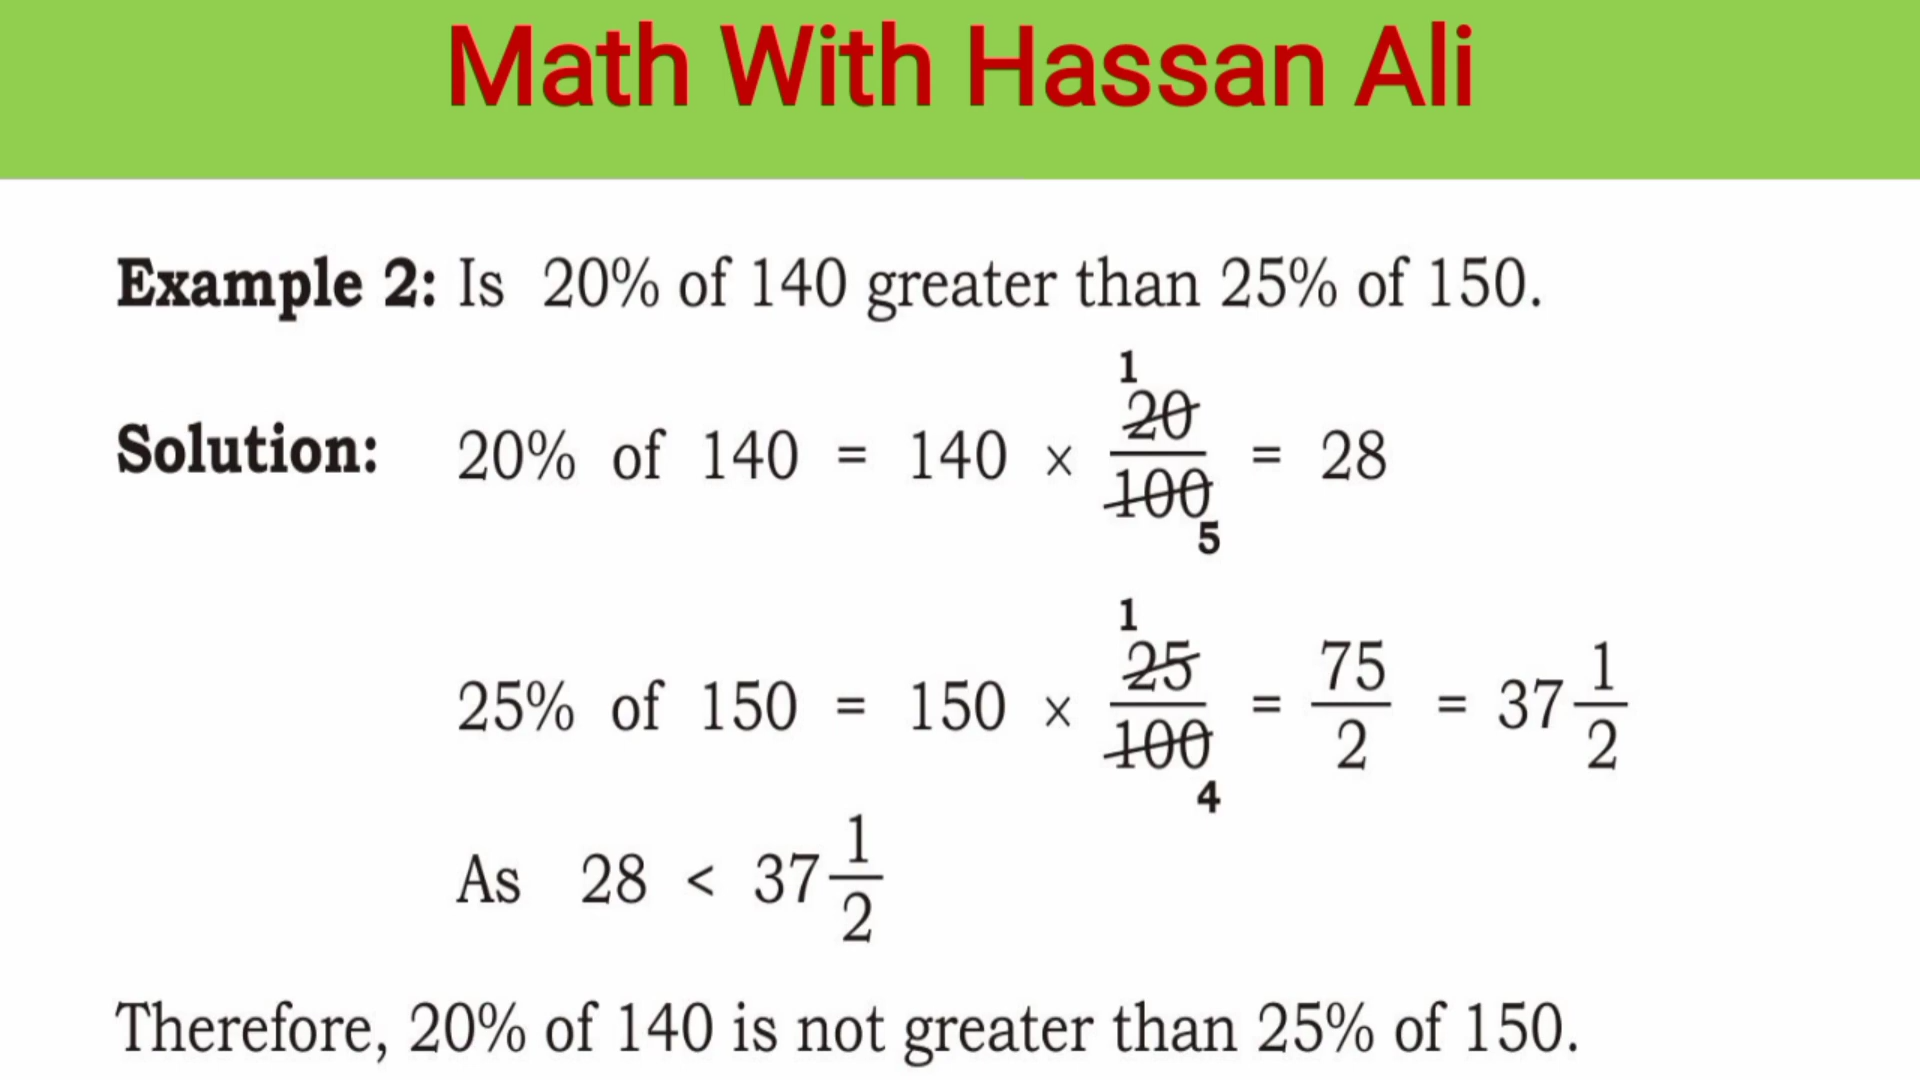 Math With Hassan Ali
Example 2: Is 20% of 140 greater than 25% of 150.
Solution: 20% of 140 = 140 × 20/100 = 28
1
5
25% of 150 = 150 × 25/100 = 75/2 = 37 1/2
1
4
As 28 < 37 1/2
Therefore, 20% of 140 is not greater than 25% of 150.